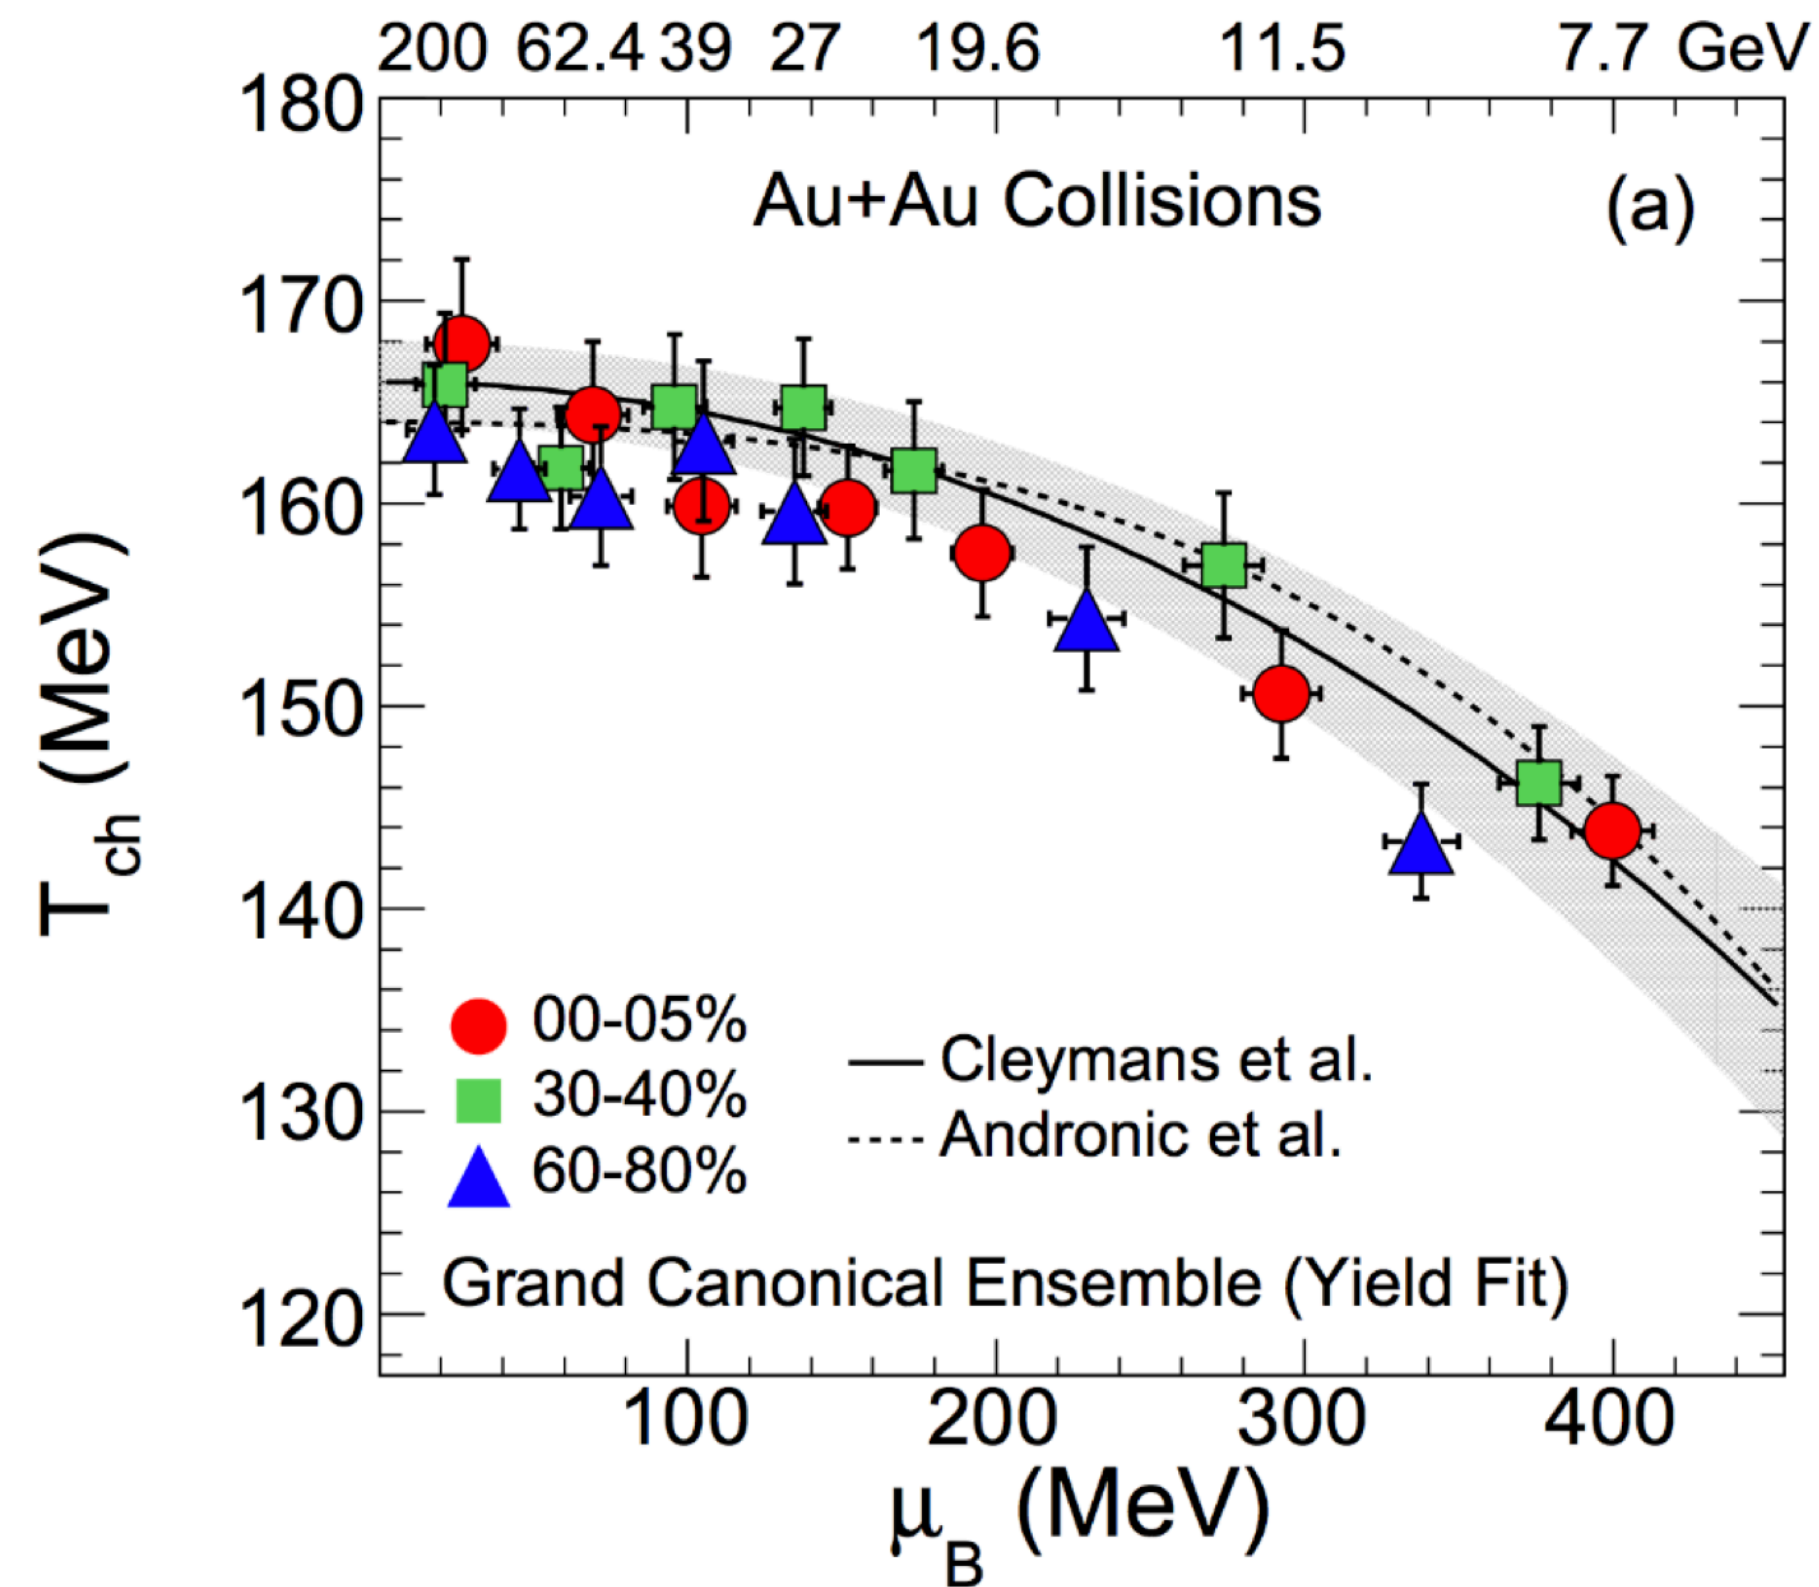 200 62.4 39 27 19.6 11.5 7.7 GeV
180
Au+Au Collisions (a)
170
160
150
140
130
120
T_ch (MeV)
00-05%
30-40%
60-80%
Cleymans et al.
Andronic et al.
Grand Canonical Ensemble (Yield Fit)
100 200 300 400
μ_B (MeV)